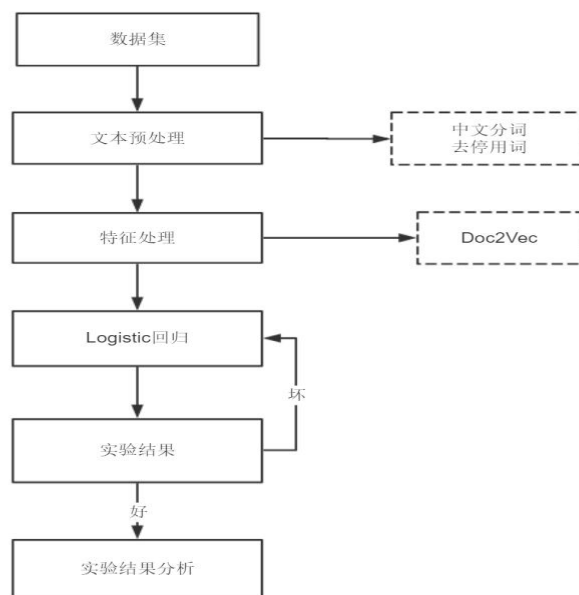 数据集
文本预处理
中文分词
去停用词
特征处理
Doc2Vec
Logistic回归
坏
实验结果
好
实验结果分析